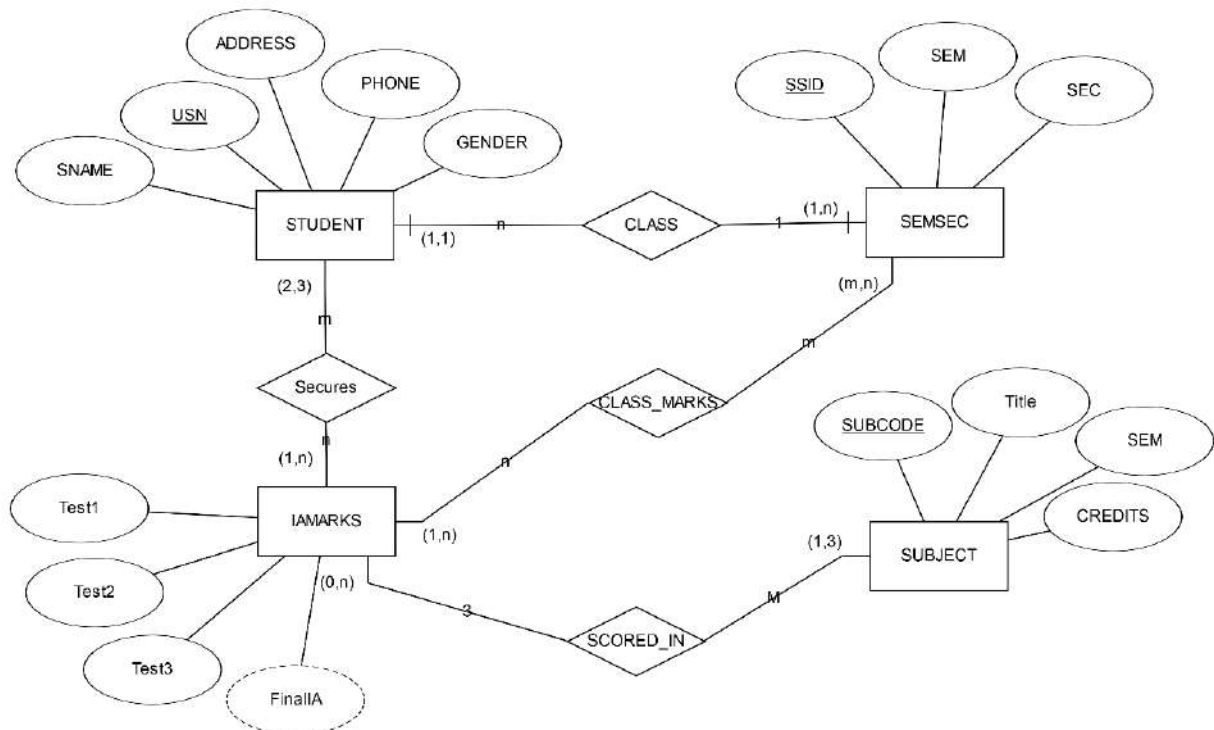 ADDRESS
SEM
SSID
PHONE
SEC
USN
GENDER
SNAME
STUDENT
n
CLASS
1
(1,n)
SEMSEC
(1,1)
(2,3)
(m,n)
m
m
Secures
CLASS_MARKS
Title
SUBCODE
n
SEM
(1,n)
n
Test1
IAMARKS
CREDITS
(1,n)
(1,3)
SUBJECT
(0,n)
Test2
3
M
SCORED_IN
Test3
FinalIA